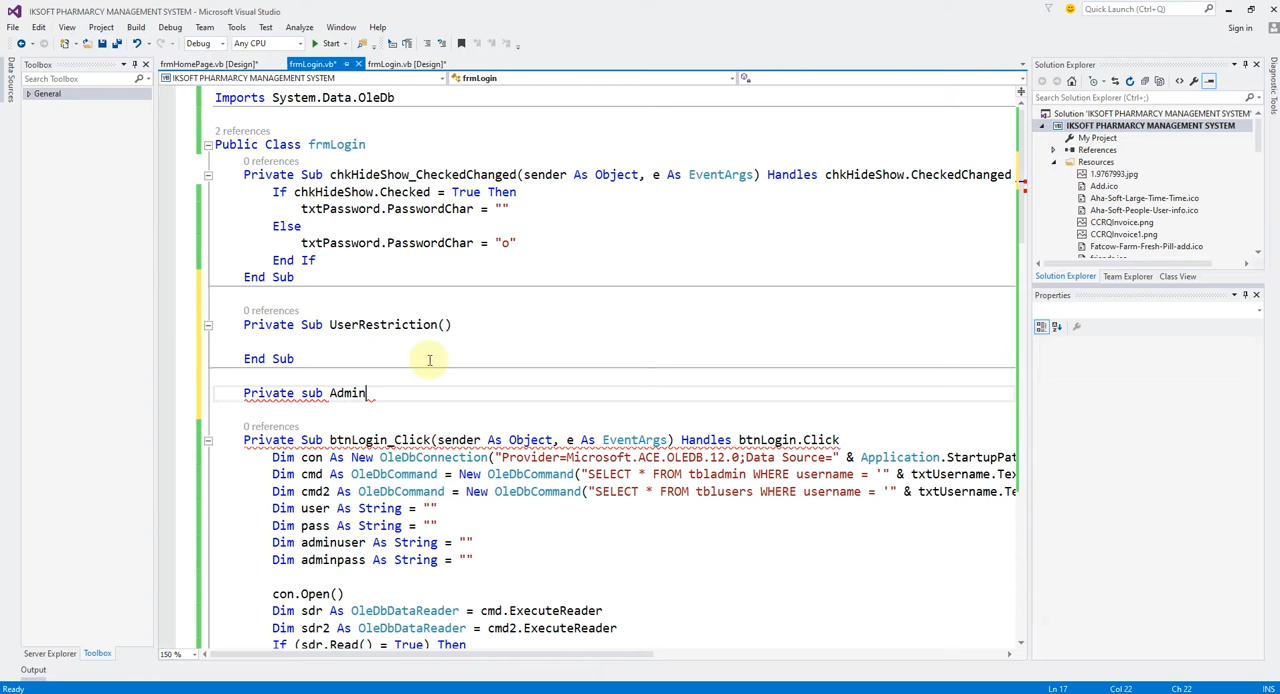 IKSOFT PHARMARCY MANAGEMENT SYSTEM - Microsoft Visual Studio
Quick Launch (Ctrl+Q)
File Edit View Project Build Debug Team Tools Test Analyze Window Help
Sign in
Debug Any CPU Start
Data Sources
Toolbox
frmHomePage.vb [Design]* frmLogin.vb* frmLogin.vb [Design]*
Solution Explorer
Diagnostic Tools
Search Toolbox
IKSOFT PHARMARCY MANAGEMENT SYSTEM frmLogin
General
Search Solution Explorer (Ctrl+;)
Solution 'IKSOFT PHARMARCY MANAGEMENT SYSTEM'
IKSOFT PHARMARCY MANAGEMENT SYSTEM
My Project
References
Resources
1.9767993.jpg
Add.ico
Aha-Soft-Large-Time-Time.ico
Aha-Soft-People-User-info.ico
CCRQInvoice.png
CCRQInvoice1.png
Fatcow-Farm-Fresh-Pill-add.ico
friends.ico
Solution Explorer Team Explorer Class View
Properties
Imports System.Data.OleDb
2 references
Public Class frmLogin
0 references
Private Sub chkHideShow_CheckedChanged(sender As Object, e As EventArgs) Handles chkHideShow.CheckedChanged
If chkHideShow.Checked = True Then
txtPassword.PasswordChar = ""
Else
txtPassword.PasswordChar = "o"
End If
End Sub
0 references
Private Sub UserRestriction()
End Sub
Private sub Admin
0 references
Private Sub btnLogin_Click(sender As Object, e As EventArgs) Handles btnLogin.Click
Dim con As New OleDbConnection("Provider=Microsoft.ACE.OLEDB.12.0;Data Source=" & Application.StartupPat
Dim cmd As OleDbCommand = New OleDbCommand("SELECT * FROM tbladmin WHERE username = '" & txtUsername.Tex
Dim cmd2 As OleDbCommand = New OleDbCommand("SELECT * FROM tblusers WHERE username = '" & txtUsername.Te
Dim user As String = ""
Dim pass As String = ""
Dim adminuser As String = ""
Dim adminpass As String = ""
con.Open()
Dim sdr As OleDbDataReader = cmd.ExecuteReader
Dim sdr2 As OleDbDataReader = cmd2.ExecuteReader
If (sdr.Read() = True) Then
150 %
Server Explorer Toolbox
Output
Ready Ln 17 Col 22 Ch 22 INS